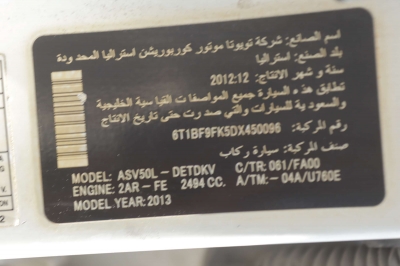 اسم الصانع: شركة تويوتا موتور كوربوريشن استراليا المحدودة
بلد الصنع: استراليا
سنة و شهر الانتاج: 2012:12
تطابق هذه السيارة جميع المواصفات القياسية الخليجية
والسعودية للسيارات والتي صدرت حتى تاريخ الانتاج
رقم المركبة: 6T1BF9FK5DX450096
صنف المركبة: سيارة ركاب
MODEL: ASV50L-DETDKV C/TR: 061/FA00
ENGINE: 2AR-FE 2494 CC. A/TM:-04A/U760E
MODEL YEAR: 2013